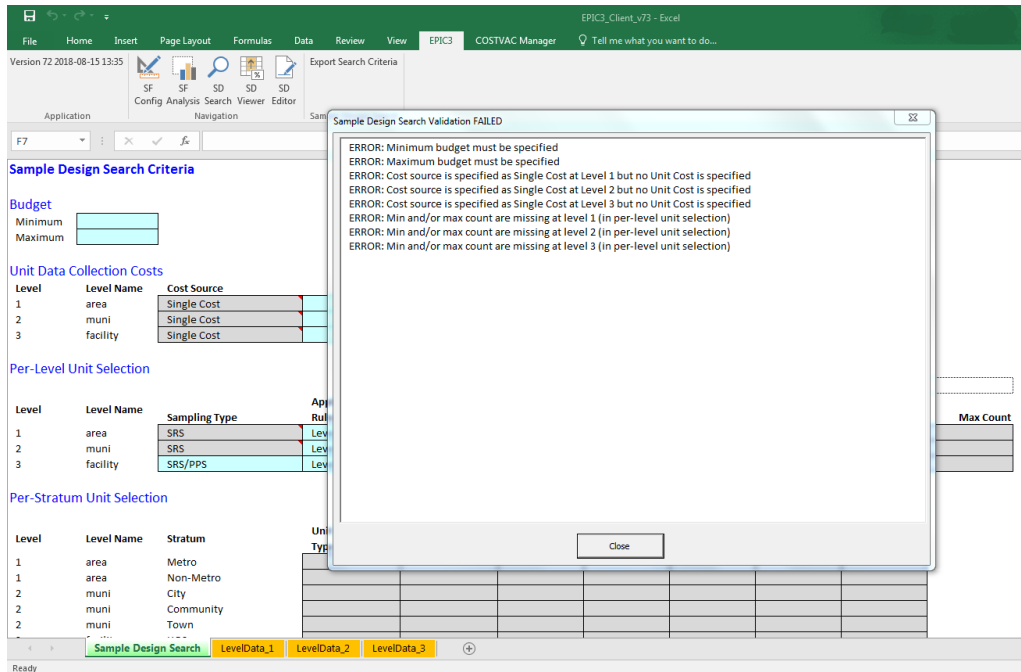 EPIC3_Client_v73 - Excel
File Home Insert Page Layout Formulas Data Review View EPIC3 COSTVAC Manager Tell me what you want to do...
Version 72 2018-08-15 13:35
Export Search Criteria
SF Config
SF Analysis
SD Search
SD Viewer
SD Editor
Application Navigation Sam
F7 fx
Sample Design Search Validation FAILED
ERROR: Minimum budget must be specified
ERROR: Maximum budget must be specified
ERROR: Cost source is specified as Single Cost at Level 1 but no Unit Cost is specified
ERROR: Cost source is specified as Single Cost at Level 2 but no Unit Cost is specified
ERROR: Cost source is specified as Single Cost at Level 3 but no Unit Cost is specified
ERROR: Min and/or max count are missing at level 1 (in per-level unit selection)
ERROR: Min and/or max count are missing at level 2 (in per-level unit selection)
ERROR: Min and/or max count are missing at level 3 (in per-level unit selection)
Close
Sample Design Search Criteria
Budget
Minimum
Maximum
Unit Data Collection Costs
Level Level Name Cost Source
1 area Single Cost
2 muni Single Cost
3 facility Single Cost
Per-Level Unit Selection
App
Level Level Name Sampling Type Rul Max Count
1 area SRS Lev
2 muni SRS Lev
3 facility SRS/PPS Lev
Per-Stratum Unit Selection
Uni
Level Level Name Stratum Typ
1 area Metro
1 area Non-Metro
2 muni City
2 muni Community
2 muni Town
Sample Design Search LevelData_1 LevelData_2 LevelData_3
Ready